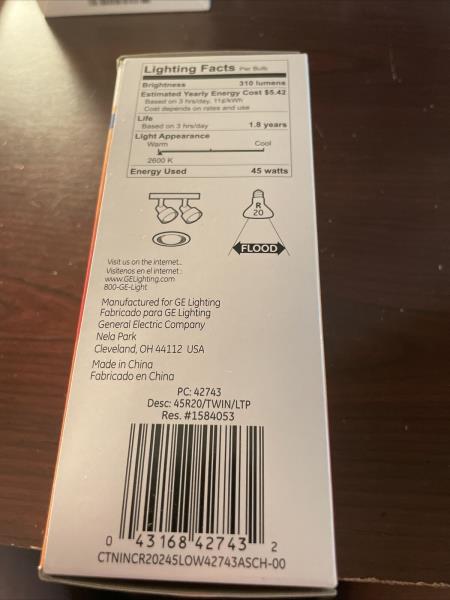 Lighting Facts Per Bulb
Brightness 310 lumens
Estimated Yearly Energy Cost $5.42
Based on 3 hrs/day, 11¢/kWh
Cost depends on rates and use
Life
Based on 3 hrs/day 1.8 years
Light Appearance
Warm Cool
2600 K
Energy Used 45 watts
R
20
FLOOD
Visit us on the internet...
Visítenos en el internet:
www.GELighting.com
800-GE-Light
Manufactured for GE Lighting
Fabricado para GE Lighting
General Electric Company
Nela Park
Cleveland, OH 44112 USA
Made in China
Fabricado en China
PC: 42743
Desc: 45R20/TWIN/LTP
Res. #1584053
0 43168 42743 2
CTNINCR20245LOW42743ASCH-00